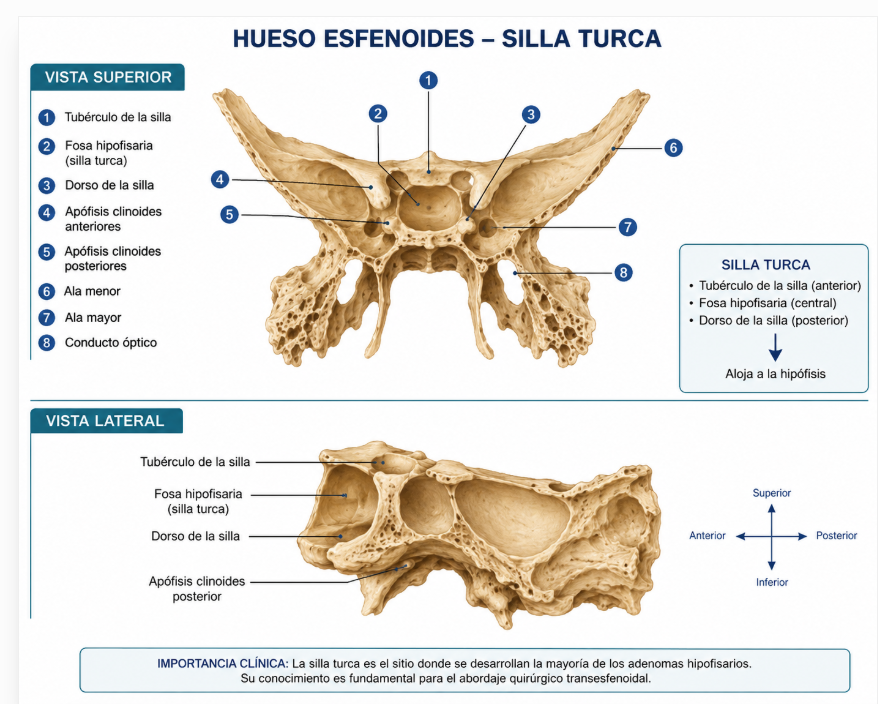 HUESO ESFENOIDES – SILLA TURCA
VISTA SUPERIOR
1 Tubérculo de la silla
2 Fosa hipofisaria
(silla turca)
3 Dorso de la silla
4 Apófisis clinoides
anteriores
5 Apófisis clinoides
posteriores
6 Ala menor
7 Ala mayor
8 Conducto óptico
1
2
3
4
5
6
7
8
SILLA TURCA
• Tubérculo de la silla (anterior)
• Fosa hipofisaria (central)
• Dorso de la silla (posterior)
Aloja a la hipófisis
VISTA LATERAL
Tubérculo de la silla
Fosa hipofisaria
(silla turca)
Dorso de la silla
Apófisis clinoides
posterior
Superior
Anterior
Posterior
Inferior
IMPORTANCIA CLÍNICA: La silla turca es el sitio donde se desarrollan la mayoría de los adenomas hipofisarios.
Su conocimiento es fundamental para el abordaje quirúrgico transesfenoidal.